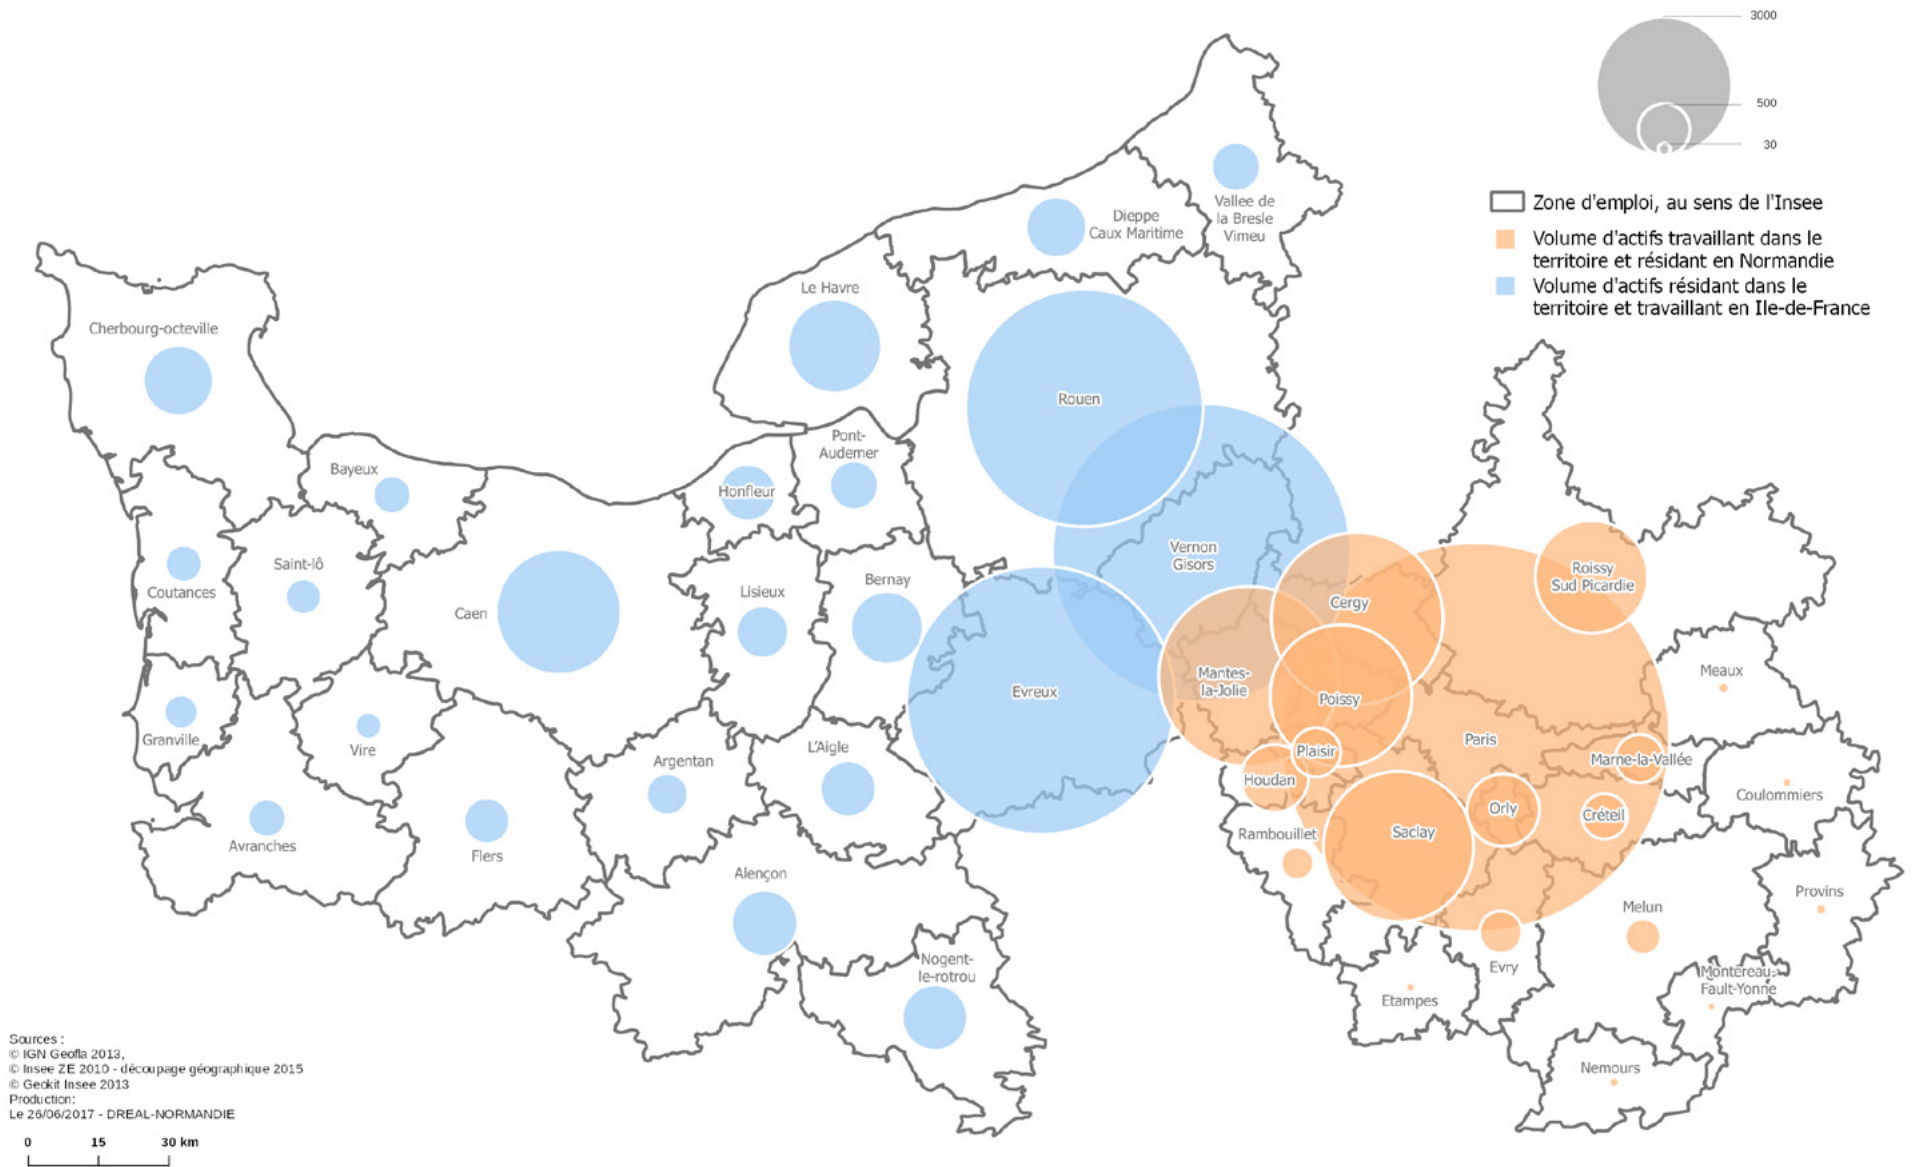 3000
500
30
Zone d'emploi, au sens de l'Insee
Volume d'actifs travaillant dans le
territoire et résidant en Normandie
Volume d'actifs résidant dans le
territoire et travaillant en Ile-de-France
Vallee de
la Bresle
Vimeu
Dieppe
Caux Maritime
Le Havre
Cherbourg-octeville
Rouen
Pont-
Audemer
Bayeux
Honfleur
Vernon
Gisors
Saint-lô
Coutances
Caen
Lisieux
Bernay
Cergy
Roissy
Sud Picardie
Mantes-
la-Jolie
Poissy
Evreux
Meaux
Granville
Vire
Argentan
L'Aigle
Plaisir
Paris
Marne-la-Vallée
Houdan
Coulommiers
Orly
Créteil
Saclay
Rambouillet
Avranches
Flers
Alençon
Provins
Melun
Nogent-
le-rotrou
Evry
Montereau-
Fault-Yonne
Etampes
Nemours
Sources :
© IGN Geofla 2013,
© Insee ZE 2010 - découpage géographique 2015
© Geokit Insee 2013
Production:
Le 26/06/2017 - DREAL-NORMANDIE
0 15 30 km